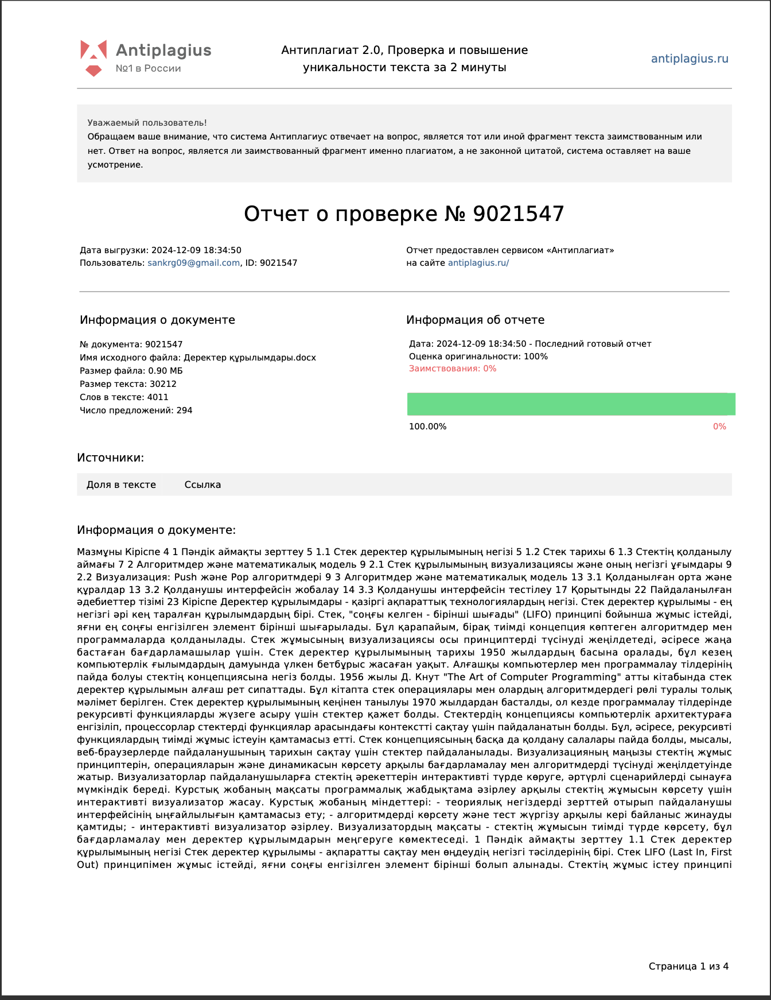 Antiplagius
№1 в России
Антиплагиат 2.0, Проверка и повышение
уникальности текста за 2 минуты
antiplagius.ru
Уважаемый пользователь!
Обращаем ваше внимание, что система Антиплагиус отвечает на вопрос, является тот или иной фрагмент текста заимствованным или
нет. Ответ на вопрос, является ли заимствованный фрагмент именно плагиатом, а не законной цитатой, система оставляет на ваше
усмотрение.
Отчет о проверке № 9021547
Дата выгрузки: 2024-12-09 18:34:50
Пользователь: sankrg09@gmail.com, ID: 9021547
Отчет предоставлен сервисом «Антиплагиат»
на сайте antiplagius.ru/
Информация о документе
№ документа: 9021547
Имя исходного файла: Деректер құрылымдары.docx
Размер файла: 0.90 МБ
Размер текста: 30212
Слов в тексте: 4011
Число предложений: 294
Информация об отчете
Дата: 2024-12-09 18:34:50 - Последний готовый отчет
Оценка оригинальности: 100%
Заимствования: 0%
100.00% 0%
Источники:
Доля в тексте Ссылка
Информация о документе:
Мазмұны Кіріспе 4 1 Пәндік аймақты зерттеу 5 1.1 Стек деректер құрылымының негізі 5 1.2 Стек тарихы 6 1.3 Стектің қолданылу
аймағы 7 2 Алгоритмдер және математикалық модель 9 2.1 Стек құрылымының визуализациясы және оның негізгі ұғымдары 9
2.2 Визуализация: Push және Pop алгоритмдері 9 3 Алгоритмдер және математикалық модель 13 3.1 Қолданылған орта және
құралдар 13 3.2 Қолданушы интерфейсін жобалау 14 3.3 Қолданушы интерфейсін тестілеу 17 Қорытынды 22 Пайдаланылған
әдебиеттер тізімі 23 Кіріспе Деректер құрылымдары - қазіргі ақпараттық технологиялардың негізі. Стек деректер құрылымы - ең
негізгі әрі кең таралған құрылымдардың бірі. Стек, "соңғы келген - бірінші шығады" (LIFO) принципі бойынша жұмыс істейді,
яғни ең соңғы енгізілген элемент бірінші шығарылады. Бұл қарапайым, бірақ тиімді концепция көптеген алгоритмдер мен
программаларда қолданылады. Стек жұмысының визуализациясы осы принциптерді түсінуді жеңілдетеді, әсіресе жаңа
бастаған бағдарламашылар үшін. Стек деректер құрылымының тарихы 1950 жылдардың басына оралады, бұл кезең
компьютерлік ғылымдардың дамуында үлкен бетбұрыс жасаған уақыт. Алғашқы компьютерлер мен программалау тілдерінің
пайда болуы стектің концепциясына негіз болды. 1956 жылы Д. Кнут "The Art of Computer Programming" атты кітабында стек
деректер құрылымын алғаш рет сипаттады. Бұл кітапта стек операциялары мен олардың алгоритмдердегі рөлі туралы толық
мәлімет берілген. Стек деректер құрылымының кеңінен танылуы 1970 жылдардан басталды, ол кезде программалау тілдерінде
рекурсивті функцияларды жүзеге асыру үшін стектер қажет болды. Стектердің концепциясы компьютерлік архитектураға
енгізіліп, процессорлар стектерді функциялар арасындағы контекстті сақтау үшін пайдаланатын болды. Бұл, әсіресе, рекурсивті
функциялардың тиімді жұмыс істеуін қамтамасыз етті. Стек концепциясының басқа да қолдану салалары пайда болды, мысалы,
веб-браузерлерде пайдаланушының тарихын сақтау үшін стектер пайдаланылады. Визуализацияның маңызы стектің жұмыс
принциптерін, операцияларын және динамикасын көрсету арқылы бағдарламалау мен алгоритмдерді түсінуді жеңілдетуінде
жатыр. Визуализаторлар пайдаланушыларға стектің әрекеттерін интерактивті түрде көруге, әртүрлі сценарийлерді сынауға
мүмкіндік береді. Курстық жобаның мақсаты программалық жабдықтама әзірлеу арқылы стектің жұмысын көрсету үшін
интерактивті визуализатор жасау. Курстық жобаның міндеттері: - теориялық негіздерді зерттей отырып пайдаланушы
интерфейсінің ыңғайлылығын қамтамасыз ету; - алгоритмдерді көрсету және тест жүргізу арқылы кері байланыс жинауды
қамтиды; - интерактивті визуализатор әзірлеу. Визуализатордың мақсаты - стектің жұмысын тиімді түрде көрсету, бұл
бағдарламалау мен деректер құрылымдарын меңгеруге көмектеседі. 1 Пәндік аймақты зерттеу 1.1 Стек деректер
құрылымының негізі Стек деректер құрылымы - ақпаратты сақтау мен өңдеудің негізгі тәсілдерінің бірі. Стек LIFO (Last In, First
Out) принципімен жұмыс істейді, яғни соңғы енгізілген элемент бірінші болып алынады. Стектің жұмыс істеу принципі
Страница 1 из 4